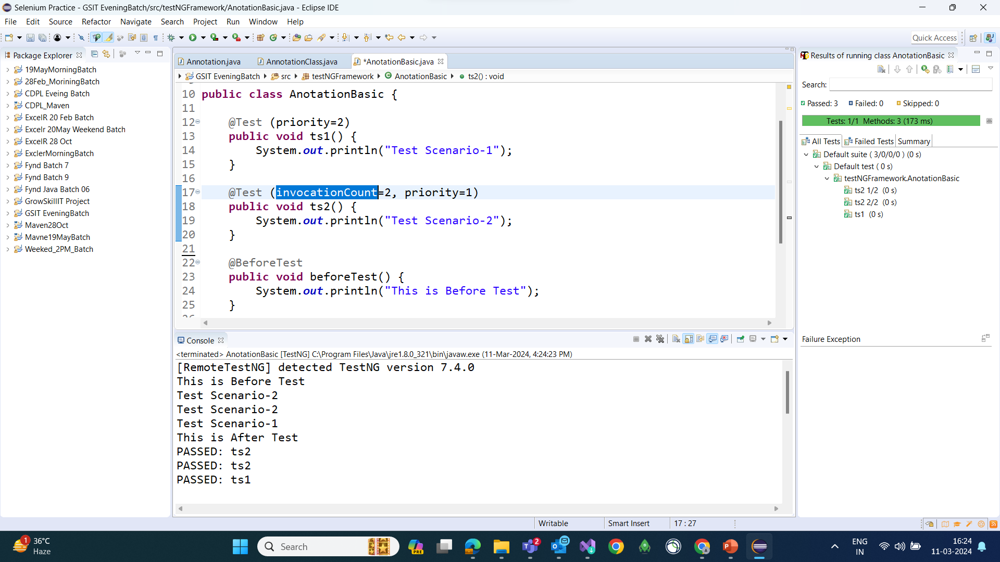 Selenium Practice - GSIT EveningBatch/src/testNGFramework/AnotationBasic.java - Eclipse IDE
File Edit Source Refactor Navigate Search Project Run Window Help
Quick Access
Package Explorer
19MayMorningBatch
28Feb_MoriningBatch
CDPL Eveing Batch
CDPL_Maven
ExcelR 20 Feb Batch
Excelr 20May Weekend Batch
ExcelR 28 Oct
ExclerMorningBatch
Fynd Batch 7
Fynd Batch 9
Fynd Java Batch 06
GrowSkillIT Project
GSIT EveningBatch
Maven28Oct
Mavne19MayBatch
Weeked_2PM_Batch
Annotation.java AnnotationClass.java *AnotationBasic.java
GSIT EveningBatch src testNGFramework AnotationBasic ts2() : void
10 public class AnotationBasic {
11
12 @Test (priority=2)
13 public void ts1() {
14 System.out.println("Test Scenario-1");
15 }
16
17 @Test (invocationCount=2, priority=1)
18 public void ts2() {
19 System.out.println("Test Scenario-2");
20 }
21
22 @BeforeTest
23 public void beforeTest() {
24 System.out.println("This is Before Test");
25 }
Console
<terminated> AnotationBasic [TestNG] C:\Program Files\Java\jre1.8.0_321\bin\javaw.exe (11-Mar-2024, 4:24:23 PM)
[RemoteTestNG] detected TestNG version 7.4.0
This is Before Test
Test Scenario-2
Test Scenario-2
Test Scenario-1
This is After Test
PASSED: ts2
PASSED: ts2
PASSED: ts1
Results of running class AnotationBasic
Search:
Passed: 3 Failed: 0 Skipped: 0
Tests: 1/1 Methods: 3 (173 ms)
All Tests Failed Tests Summary
Default suite ( 3/0/0/0 ) (0 s)
Default test ( 0 s)
testNGFramework.AnotationBasic
ts2 1/2 (0 s)
ts2 2/2 (0 s)
ts1 (0 s)
Failure Exception
Writable Smart Insert 17 : 27
1
36°C
Haze
Search
PRE
2
ENG
IN
16:24
11-03-2024